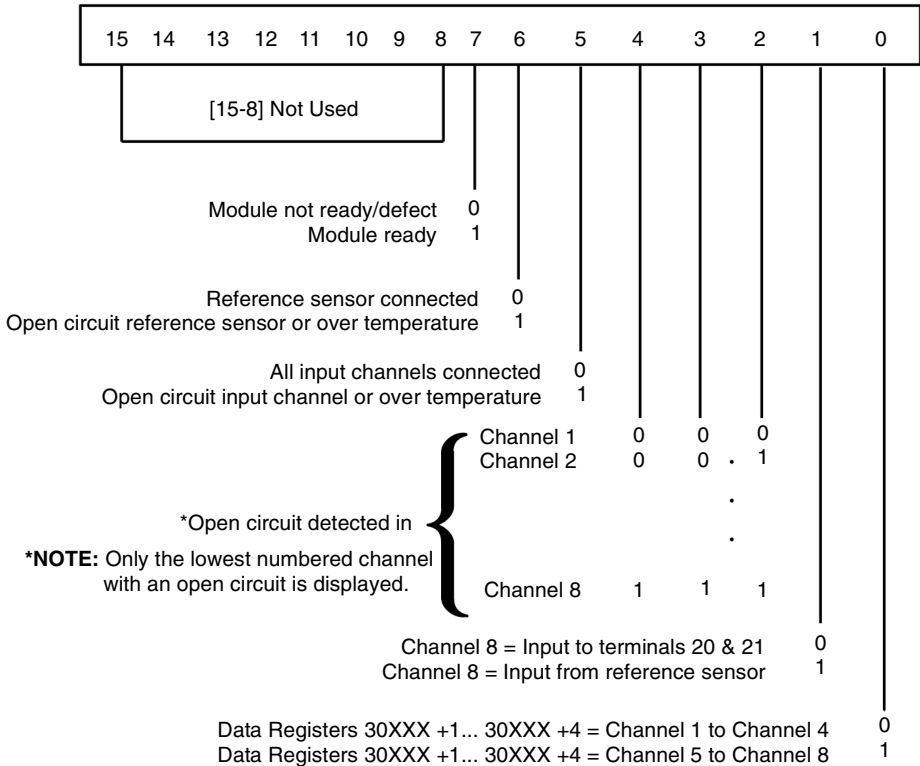 15 14 13 12 11 10 9 8 7 6 5 4 3 2 1 0
[15-8] Not Used
Module not ready/defect 0
Module ready 1
Reference sensor connected 0
Open circuit reference sensor or over temperature 1
All input channels connected 0
Open circuit input channel or over temperature 1
Channel 1 0 0 0
Channel 2 0 0 1
.
.
.
*Open circuit detected in
*NOTE: Only the lowest numbered channel
with an open circuit is displayed.
Channel 8 1 1 1
Channel 8 = Input to terminals 20 & 21 0
Channel 8 = Input from reference sensor 1
Data Registers 30XXX +1... 30XXX +4 = Channel 1 to Channel 4 0
Data Registers 30XXX +1... 30XXX +4 = Channel 5 to Channel 8 1